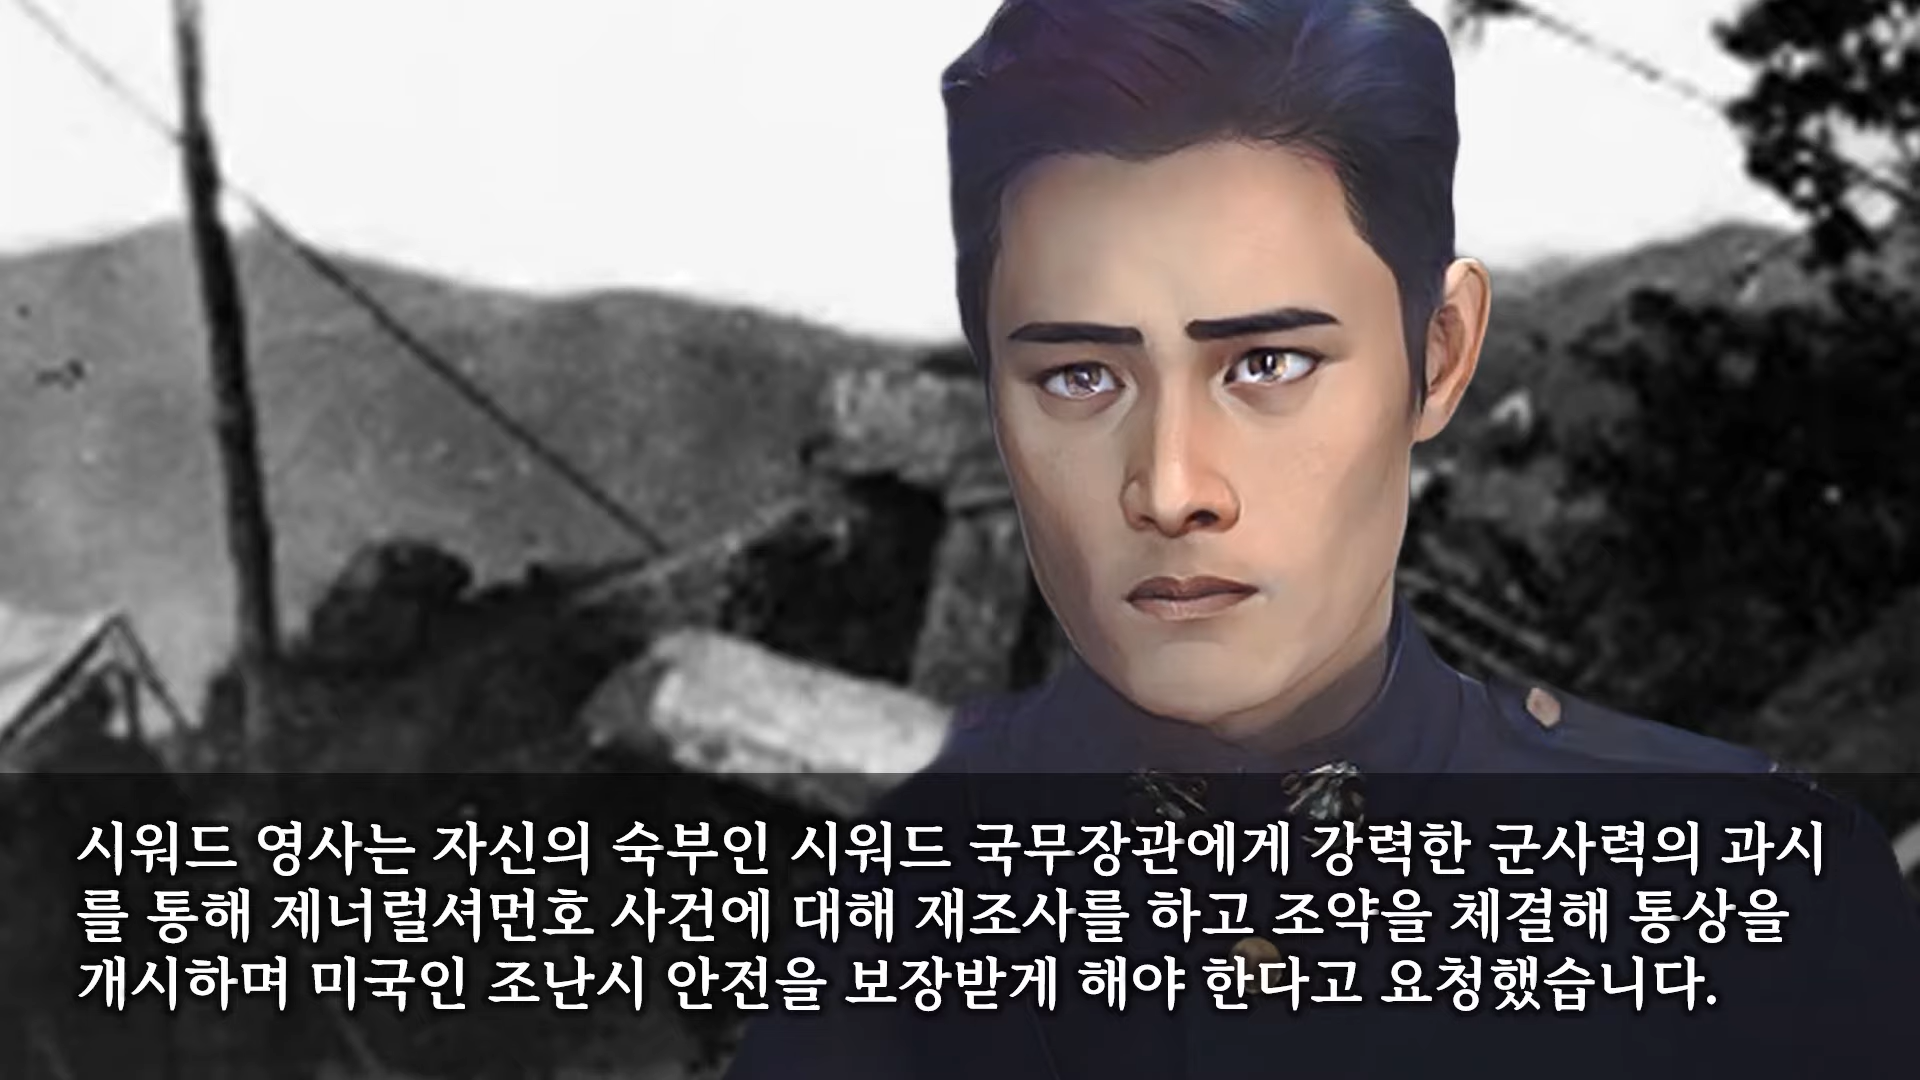 시워드 영사는 자신의 숙부인 시워드 국무장관에게 강력한 군사력의 과시
를 통해 제너럴셔먼호 사건에 대해 재조사를 하고 조약을 체결해 통상을
개시하며 미국인 조난시 안전을 보장받게 해야 한다고 요청했습니다.